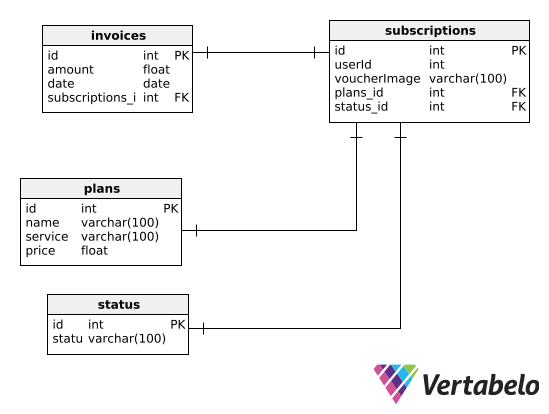 invoices
id int PK
amount float
date date
subscriptions_i int FK
subscriptions
id int PK
userId int
voucherImage varchar(100)
plans_id int FK
status_id int FK
plans
id int PK
name varchar(100)
service varchar(100)
price float
status
id int PK
statu varchar(100)
Vertabelo